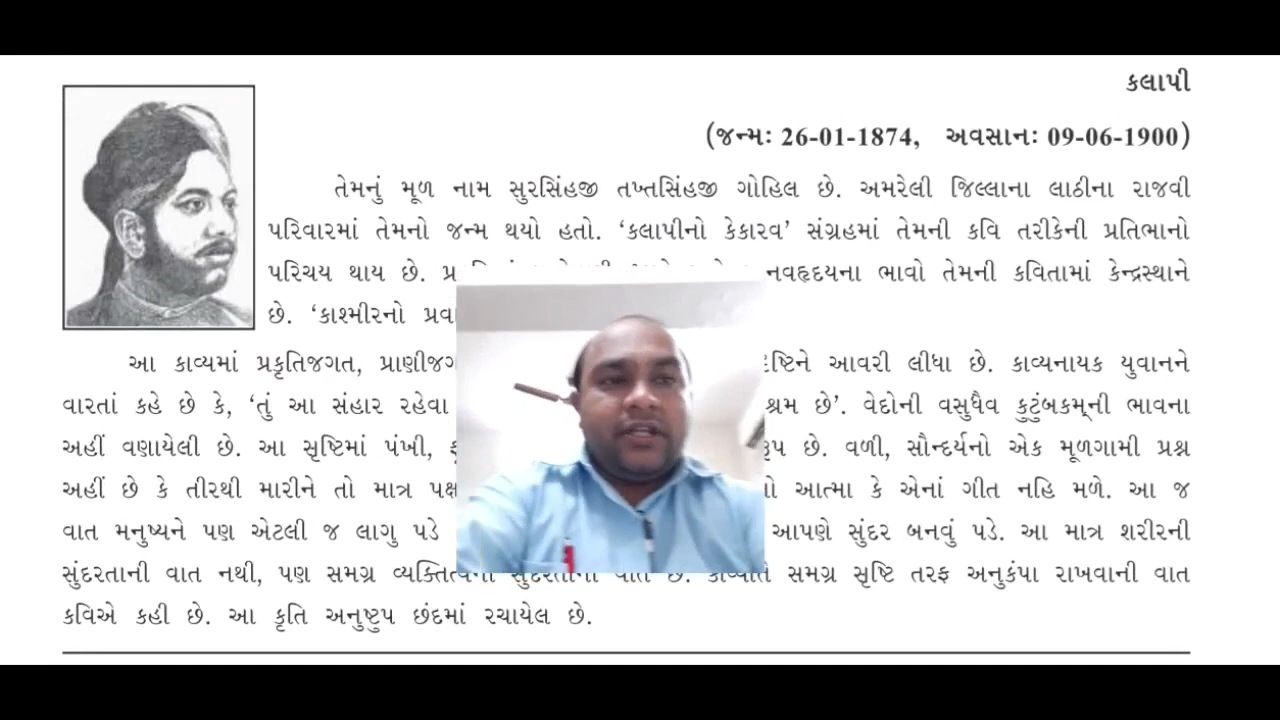 કલાપી
(જન્મઃ 26-01-1874, અવસાનઃ 09-06-1900)
તેમનું મૂળ નામ સુરસિંહજી તખ્તસિંહજી ગોહિલ છે. અમરેલી જિલ્લાના લાઠીના રાજવી
પરિવારમાં તેમનો જન્મ થયો હતો. ‘કલાપીનો કેકારવ’ સંગ્રહમાં તેમની કવિ તરીકેની પ્રતિભાનો
પરિચય થાય છે. નવહૃદયના ભાવો તેમની કવિતામાં કેન્દ્રસ્થાને
છે. ‘કાશ્મીરનો
આ કાવ્યમાં પ્રકૃતિજગત, આવરી લીધા છે. કાવ્યનાયક યુવાનને
વારતાં કહે છે કે, ‘તું આ સંહાર રહેવા છે’. વેદોની વસુધૈવ કુટુંબકમ્‌ની ભાવના
અહીં વણાયેલી છે. આ સૃષ્ટિમાં પંખી, છે. વળી, સૌન્દર્યનો એક મૂળગામી પ્રશ્ન
અહીં છે કે તીરથી મારીને તો માત્ર આત્મા કે એનાં ગીત નહિ મળે. આ જ
વાત મનુષ્યને પણ એટલી જ લાગુ પડે આપણે સુંદર બનવું પડે. આ માત્ર શરીરની
સુંદરતાની વાત નથી, પણ સમગ્ર વ્યક્તિત્વની સુંદરતાની વાત છે. સમગ્ર સૃષ્ટિ તરફ અનુકંપા રાખવાની વાત
કવિએ કહી છે. આ કૃતિ અનુષ્ટુપ છંદમાં રચાયેલ છે.